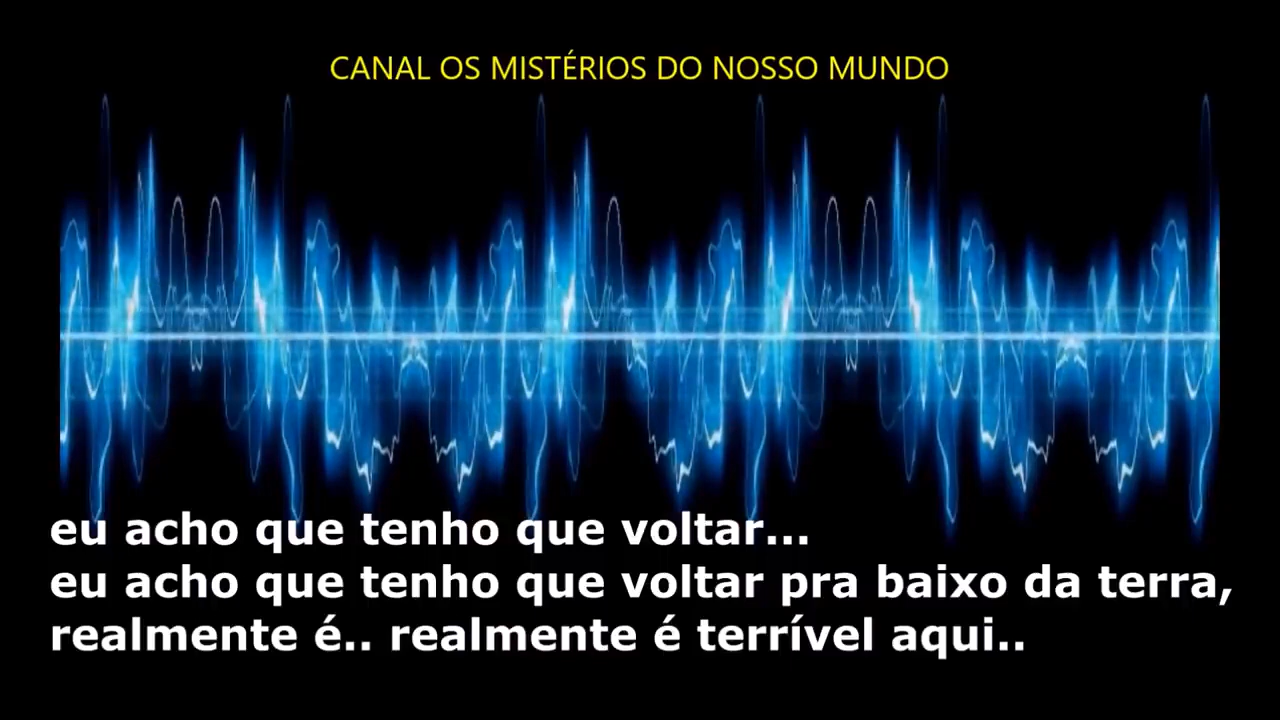 CANAL OS MISTÉRIOS DO NOSSO MUNDO
eu acho que tenho que voltar...
eu acho que tenho que voltar pra baixo da terra,
realmente é.. realmente é terrível aqui..